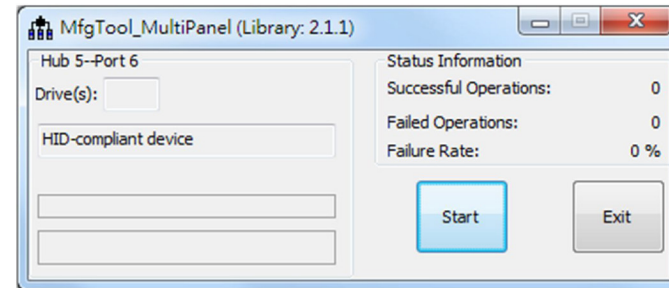 MfgTool_MultiPanel (Library: 2.1.1)
Hub 5--Port 6
Drive(s):
HID-compliant device
Status Information
Successful Operations: 0
Failed Operations: 0
Failure Rate: 0 %
Start
Exit